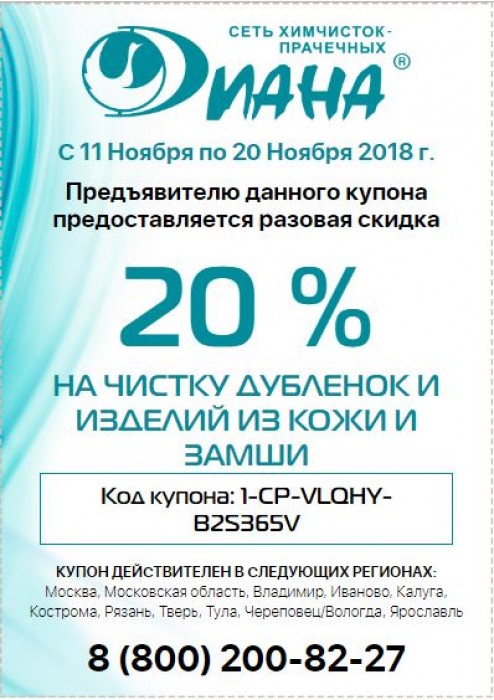 СЕТЬ ХИМЧИСТОК-
ПРАЧЕЧНЫХ
ДИАНА®
С 11 Ноября по 20 Ноября 2018 г.
Предъявителю данного купона
предоставляется разовая скидка
20 %
НА ЧИСТКУ ДУБЛЕНОК И
ИЗДЕЛИЙ ИЗ КОЖИ И
ЗАМШИ
Код купона: 1-CP-VLQHY-
B2S365V
КУПОН ДЕЙСТВИТЕЛЕН В СЛЕДУЮЩИХ РЕГИОНАХ:
Москва, Московская область, Владимир, Иваново, Калуга,
Кострома, Рязань, Тверь, Тула, Череповец/Вологда, Ярославль
8 (800) 200-82-27